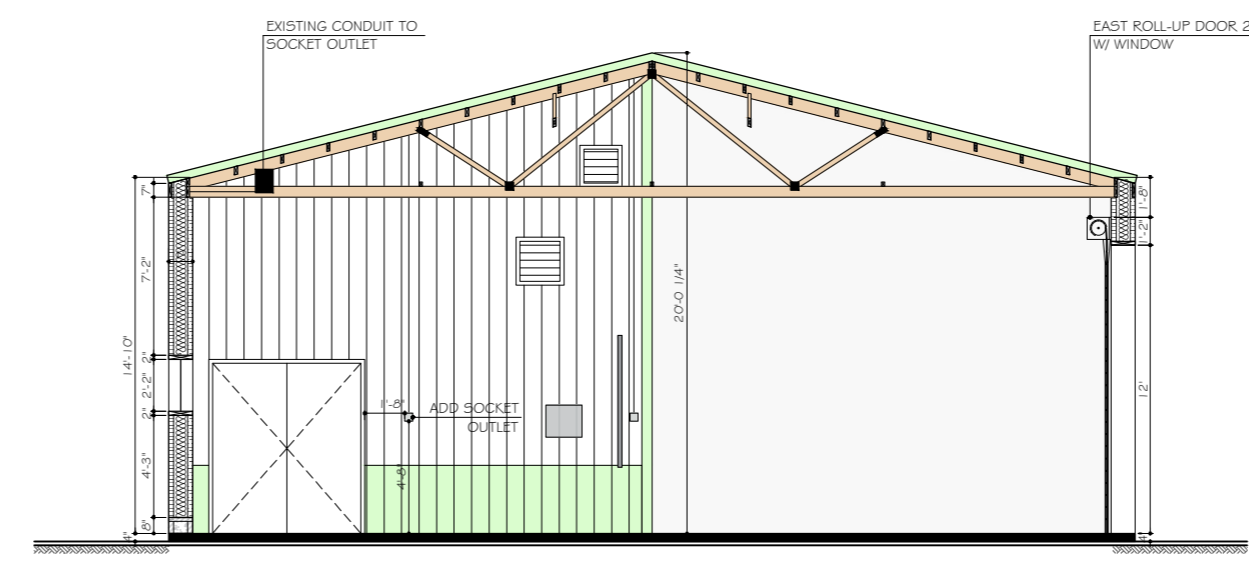 EXISTING CONDUIT TO
SOCKET OUTLET
EAST ROLL-UP DOOR 2
W/ WINDOW
7"
7'-2"
14'-10"
2"
2'-2"
2"
4'-3"
8"
4"
1'-8"
ADD SOCKET
OUTLET
4'-8"
20'-0 1/4"
1'-8"
1'-2"
12'
4"